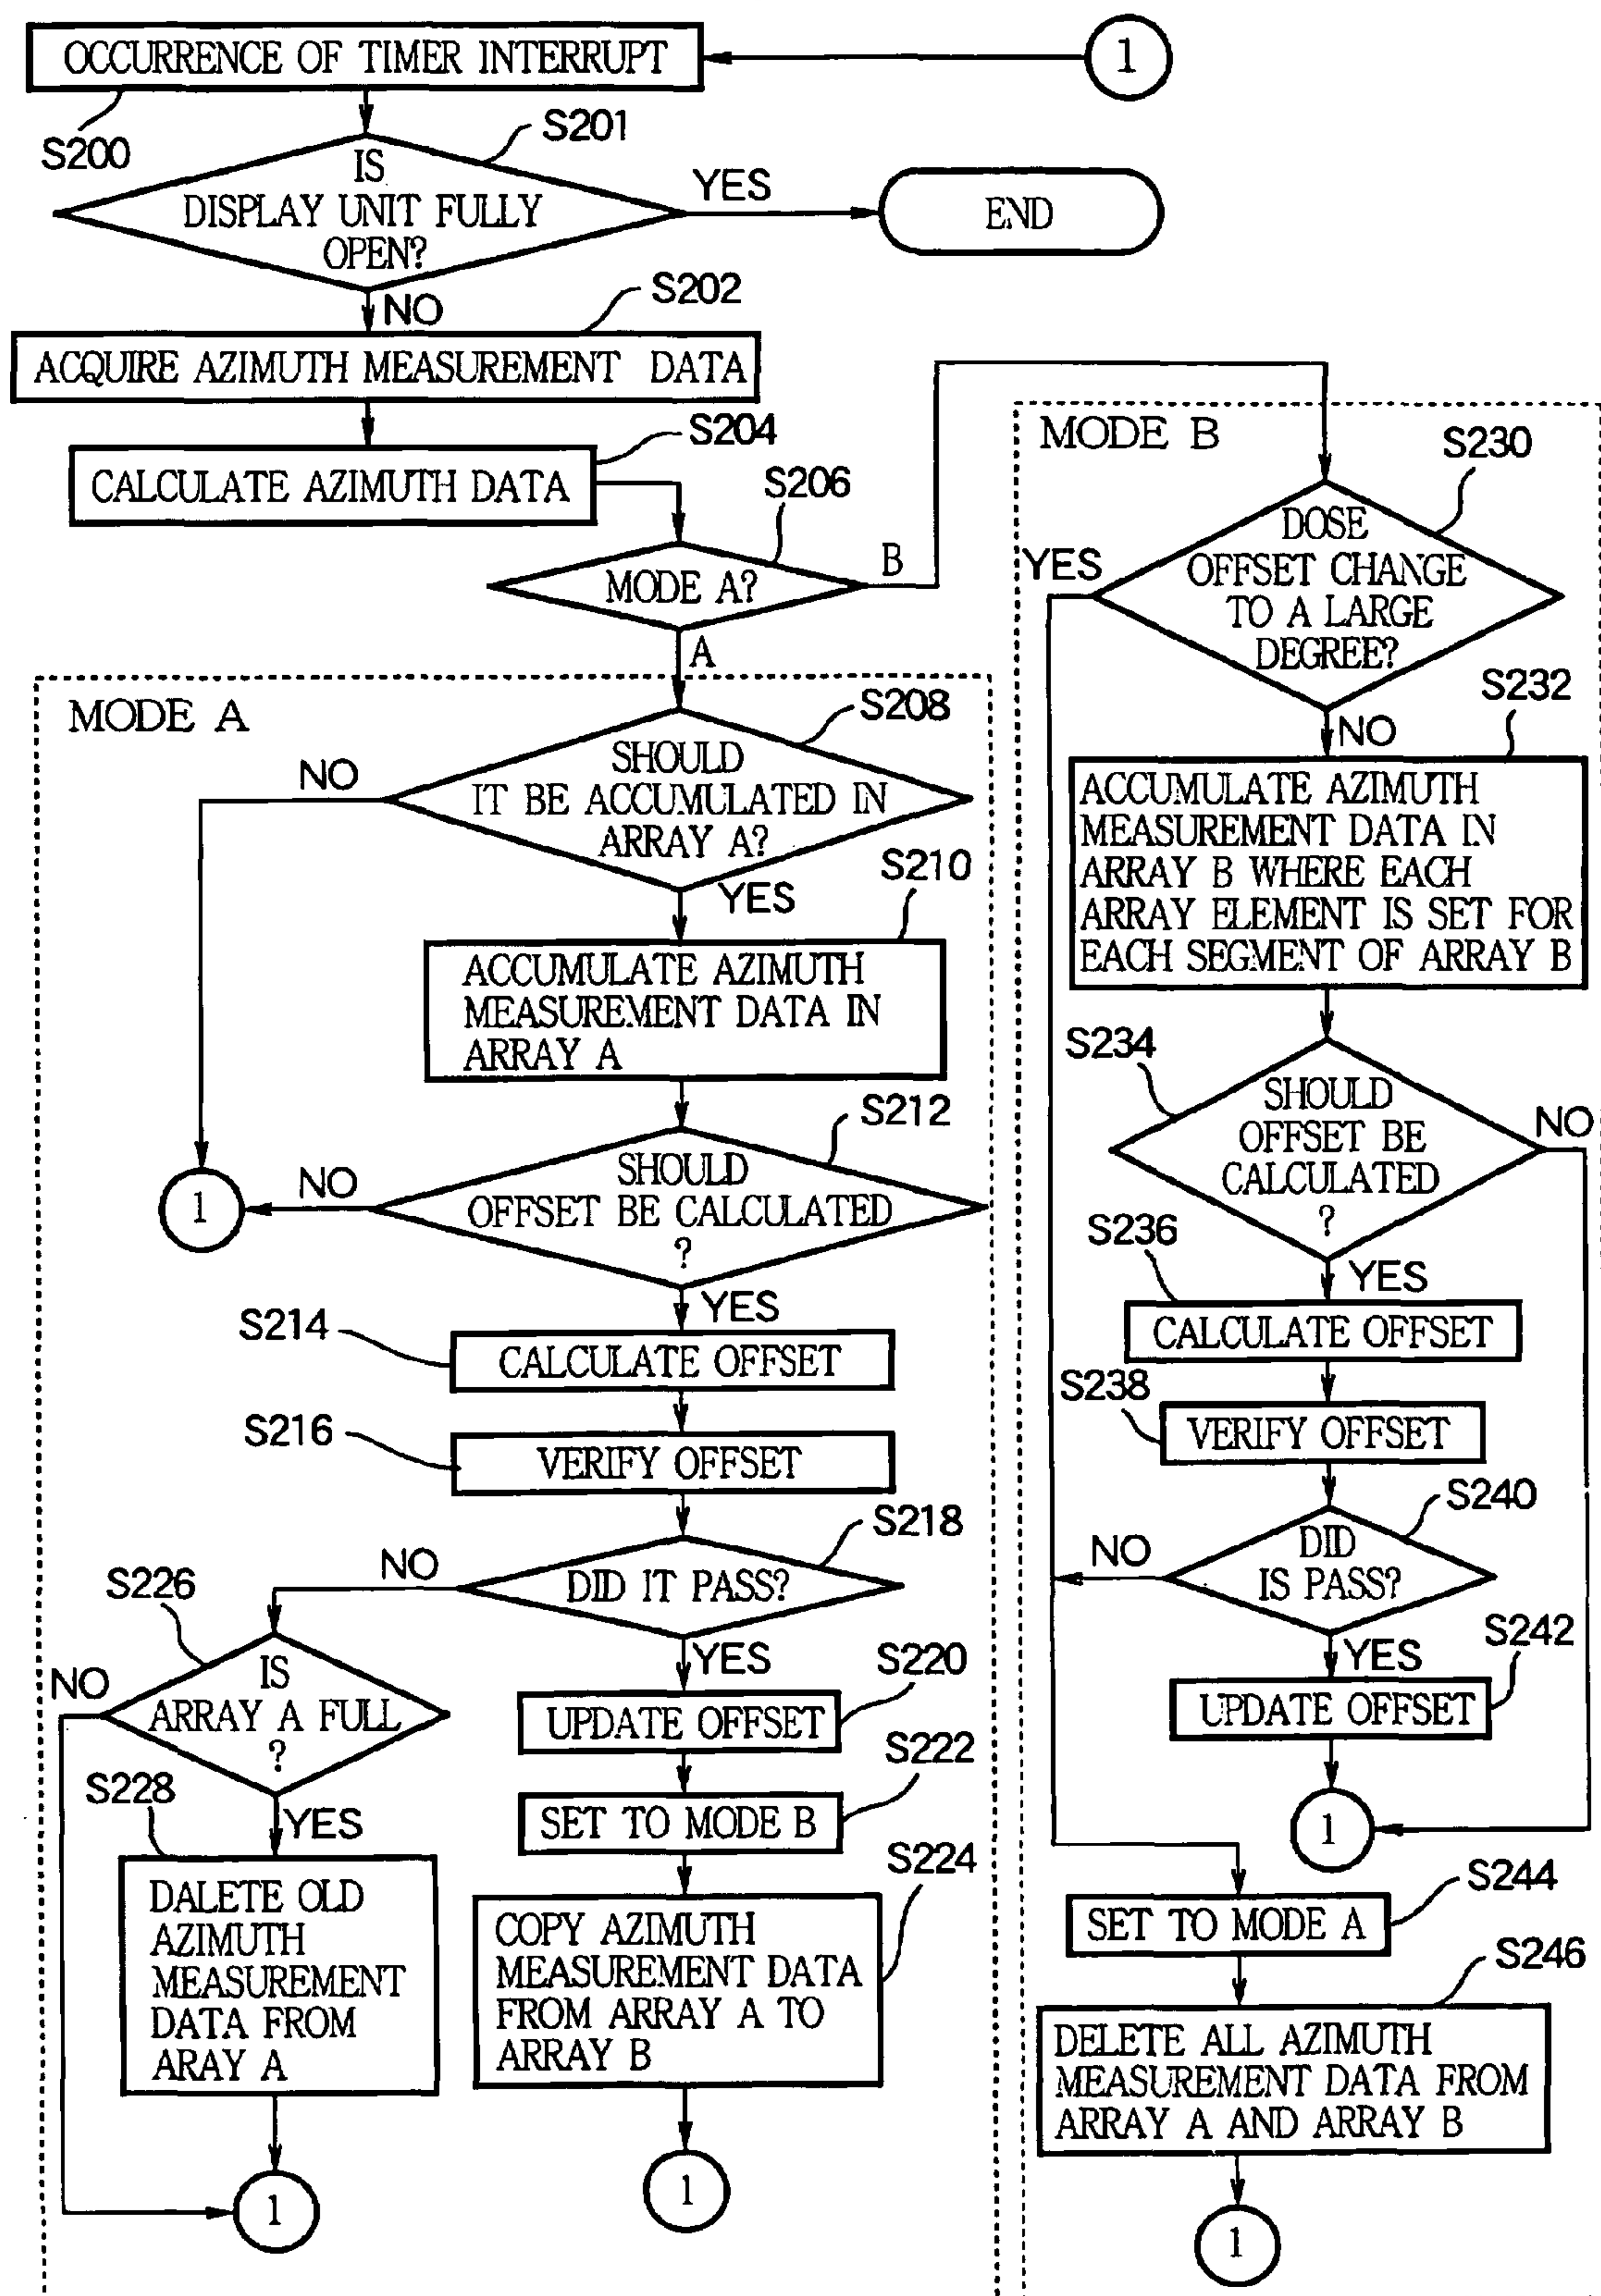 OCCURRENCE OF TIMER INTERRUPT
1
S200
S201
IS
DISPLAY UNIT FULLY
OPEN?
YES
END
NO
S202
ACQUIRE AZIMUTH MEASUREMENT DATA
S204
CALCULATE AZIMUTH DATA
S206
MODE A?
B
A
MODE A
S208
SHOULD
IT BE ACCUMULATED IN
ARRAY A?
NO
YES
S210
ACCUMULATE AZIMUTH
MEASUREMENT DATA IN
ARRAY A
S212
SHOULD
OFFSET BE CALCULATED
?
NO
1
YES
S214
CALCULATE OFFSET
S216
VERIFY OFFSET
S218
DID IT PASS?
NO
YES
S226
IS
ARRAY A FULL
?
NO
YES
S228
DALETE OLD
AZIMUTH
MEASUREMENT
DATA FROM
ARAY A
1
S220
UPDATE OFFSET
S222
SET TO MODE B
S224
COPY AZIMUTH
MEASUREMENT DATA
FROM ARRAY A TO
ARRAY B
1
MODE B
S230
DOSE
OFFSET CHANGE
TO A LARGE
DEGREE?
YES
NO
S232
ACCUMULATE AZIMUTH
MEASUREMENT DATA IN
ARRAY B WHERE EACH
ARRAY ELEMENT IS SET FOR
EACH SEGMENT OF ARRAY B
S234
SHOULD
OFFSET BE
CALCULATED
?
NO
YES
S236
CALCULATE OFFSET
S238
VERIFY OFFSET
S240
DID
IS PASS?
NO
YES
S242
UPDATE OFFSET
1
S244
SET TO MODE A
S246
DELETE ALL AZIMUTH
MEASUREMENT DATA FROM
ARRAY A AND ARRAY B
1